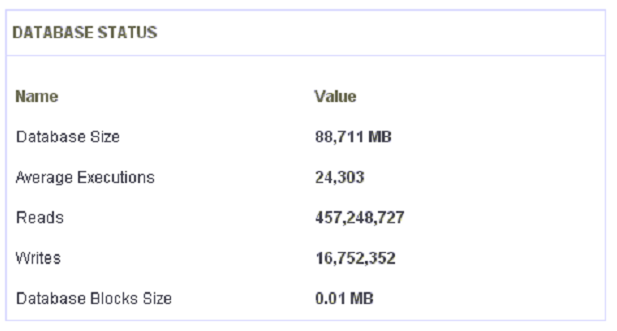 DATABASE STATUS
Name Value
Database Size 88,711 MB
Average Executions 24,303
Reads 457,248,727
Writes 16,752,352
Database Blocks Size 0.01 MB